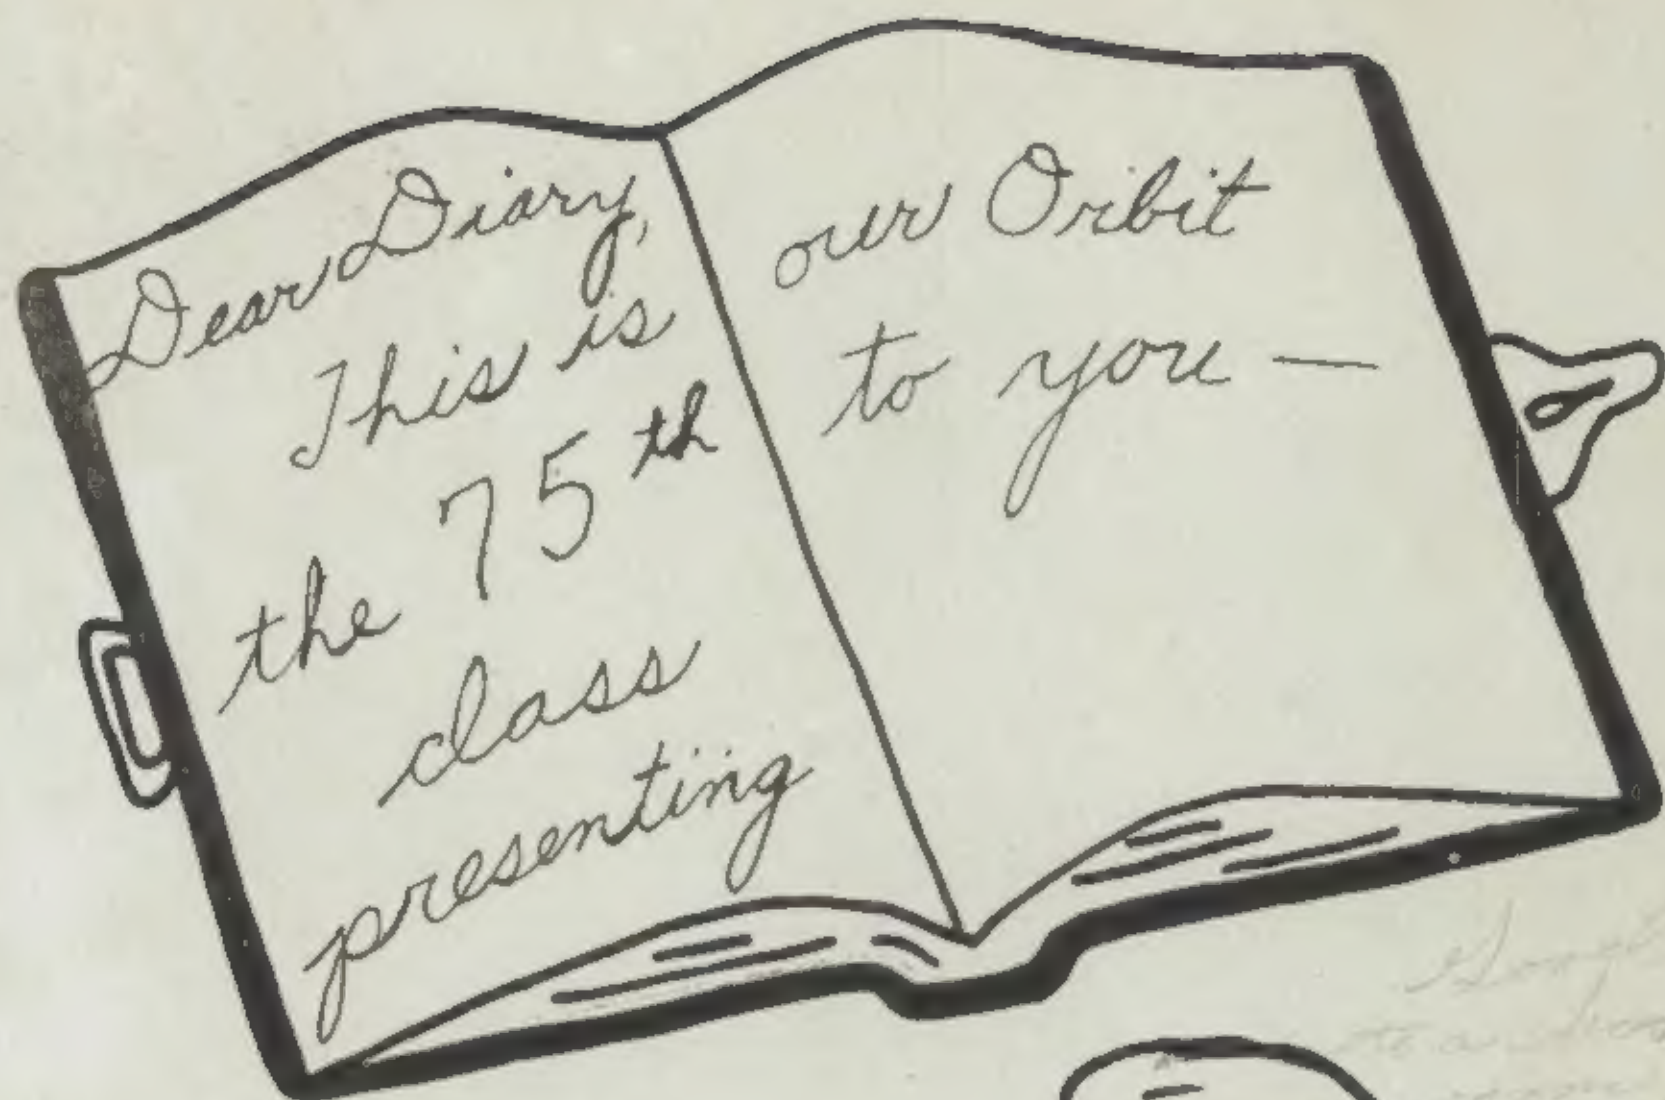 Dear Diary,
This is
the 75th
class
presenting
our Orbit
to you —